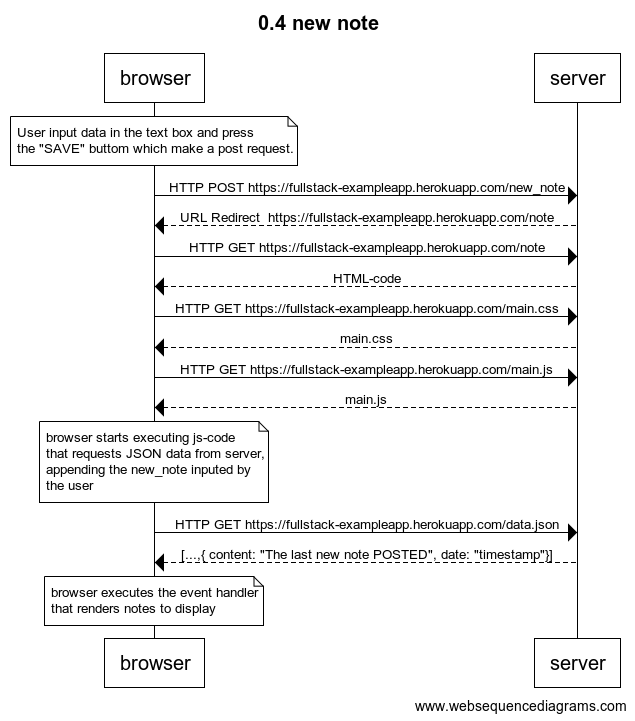 0.4 new note
browser
server
User input data in the text box and press
the "SAVE" buttom which make a post request.
HTTP POST https://fullstack-exampleapp.herokuapp.com/new_note
URL Redirect  https://fullstack-exampleapp.herokuapp.com/note
HTTP GET https://fullstack-exampleapp.herokuapp.com/note
HTML-code
HTTP GET https://fullstack-exampleapp.herokuapp.com/main.css
main.css
HTTP GET https://fullstack-exampleapp.herokuapp.com/main.js
main.js
browser starts executing js-code
that requests JSON data from server,
appending the new_note inputed by
the user
HTTP GET https://fullstack-exampleapp.herokuapp.com/data.json
[...,{ content: "The last new note POSTED", date: "timestamp"}]
browser executes the event handler
that renders notes to display
browser
server
www.websequencediagrams.com